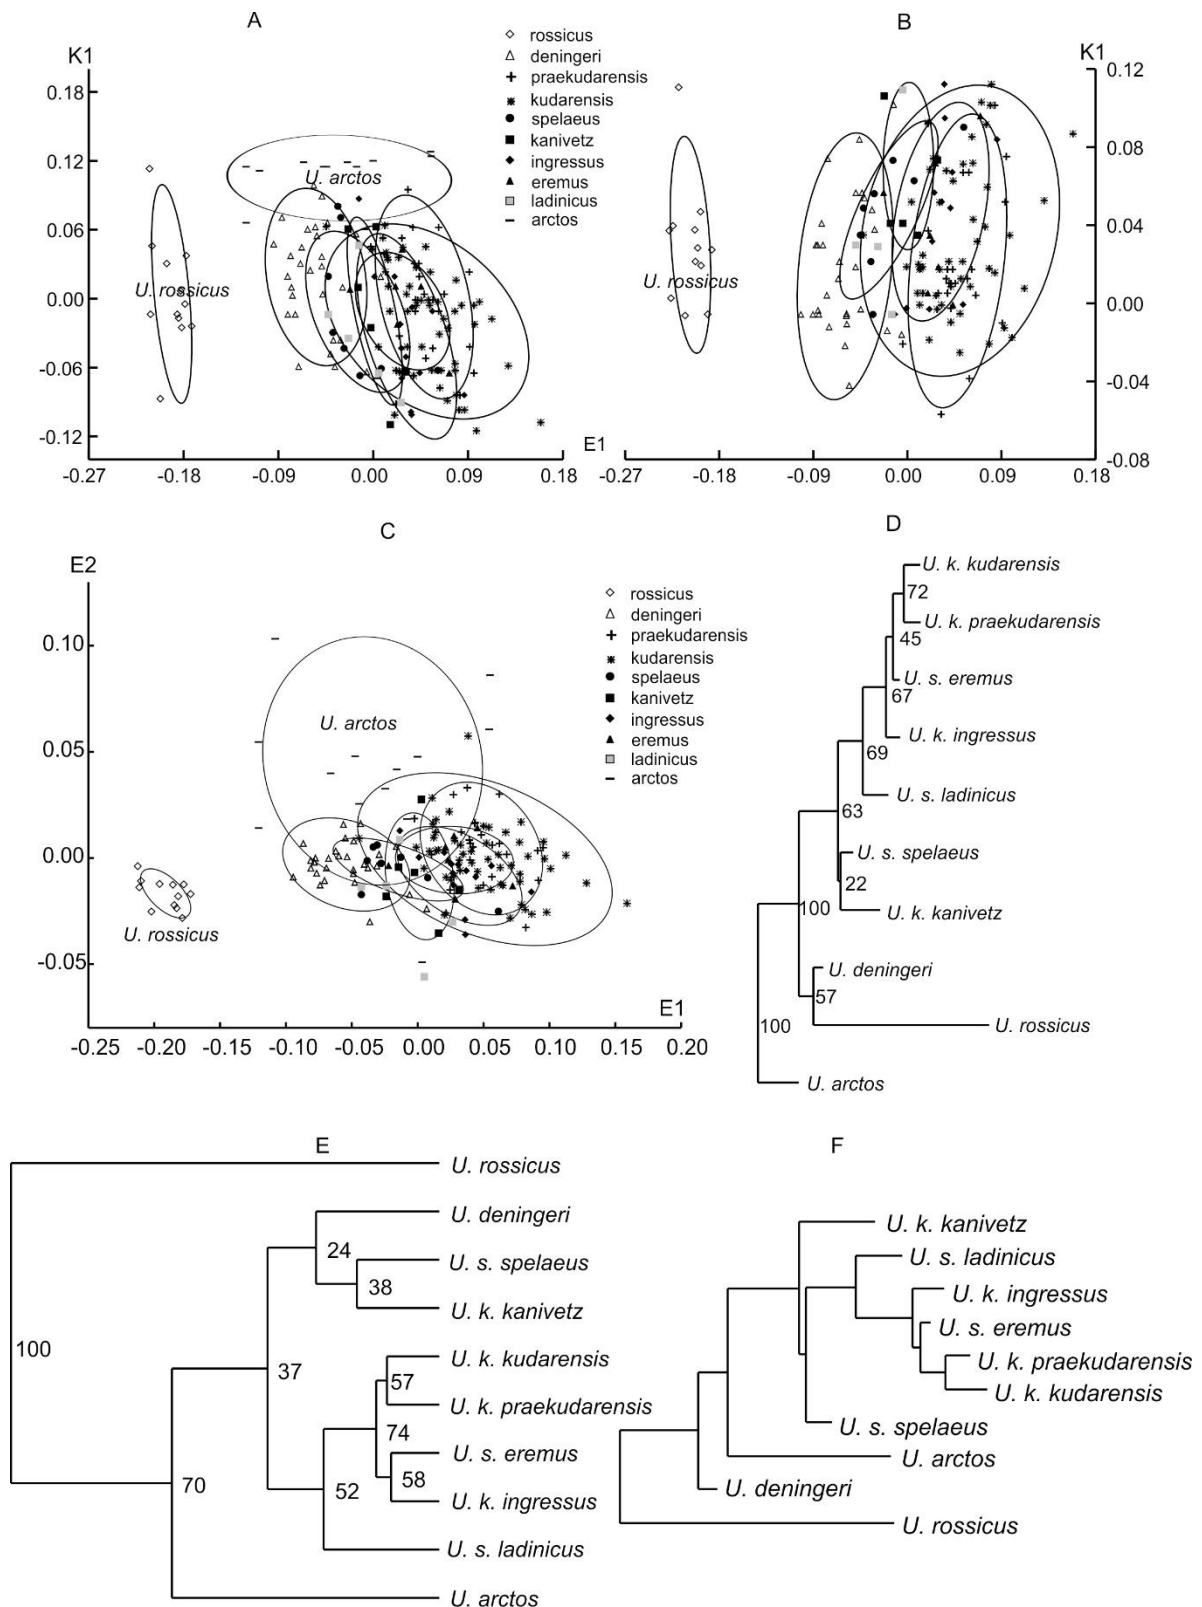 A
K1
0.18
0.12
0.06
0.00
-0.06
-0.12
-0.27
-0.18
-0.09
0.00
0.09
0.18
E1
U. arctos
U. rossicus
rossicus
deningeri
praekudarensis
kudarensis
spelaeus
kanivetz
ingressus
eremus
ladinicus
arctos
B
K1
0.12
0.08
0.04
0.00
-0.04
-0.08
-0.27
-0.18
-0.09
0.00
0.09
U. rossicus
C
E2
0.10
0.05
0.00
-0.05
-0.25
-0.20
-0.15
-0.10
-0.05
0.00
0.05
0.10
0.15
0.20
E1
U. arctos
U. rossicus
rossicus
deningeri
praekudarensis
kudarensis
spelaeus
kanivetz
ingressus
eremus
ladinicus
arctos
D
U. k. kudarensis
72
U. k. praekudarensis
45
U. s. eremus
67
U. k. ingressus
69
U. s. ladinicus
63
U. s. spelaeus
22
U. k. kanivetz
100
U. deningeri
57
U. rossicus
100
U. arctos
E
U. rossicus
U. deningeri
24
U. s. spelaeus
38
U. k. kanivetz
100
37
U. k. kudarensis
57
U. k. praekudarensis
74
U. s. eremus
58
U. k. ingressus
70
52
U. s. ladinicus
U. arctos
F
U. k. kanivetz
U. s. ladinicus
U. k. ingressus
U. s. eremus
U. k. praekudarensis
U. k. kudarensis
U. s. spelaeus
U. arctos
U. deningeri
U. rossicus